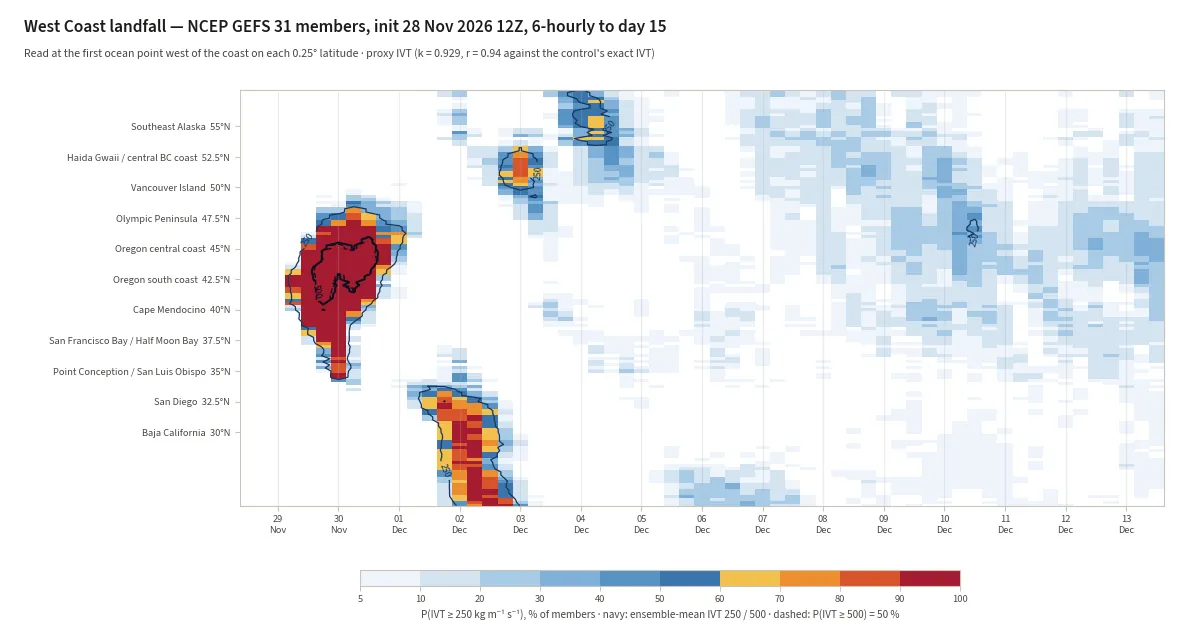 West Coast landfall — NCEP GEFS 31 members, init 28 Nov 2026 12Z, 6-hourly to day 15
Read at the first ocean point west of the coast on each 0.25° latitude · proxy IVT (k = 0.929, r = 0.94 against the control's exact IVT)
Southeast Alaska 55°N
Haida Gwaii / central BC coast 52.5°N
Vancouver Island 50°N
Olympic Peninsula 47.5°N
Oregon central coast 45°N
Oregon south coast 42.5°N
Cape Mendocino 40°N
San Francisco Bay / Half Moon Bay 37.5°N
Point Conception / San Luis Obispo 35°N
San Diego 32.5°N
Baja California 30°N
250
250
250
500
250
250
29 30 01 02 03 04 05 06 07 08 09 10 11 12 13
Nov Nov Dec Dec Dec Dec Dec Dec Dec Dec Dec Dec Dec Dec Dec
5 10 20 30 40 50 60 70 80 90 100
P(IVT ≥ 250 kg m⁻¹ s⁻¹), % of members · navy: ensemble-mean IVT 250 / 500 · dashed: P(IVT ≥ 500) = 50 %